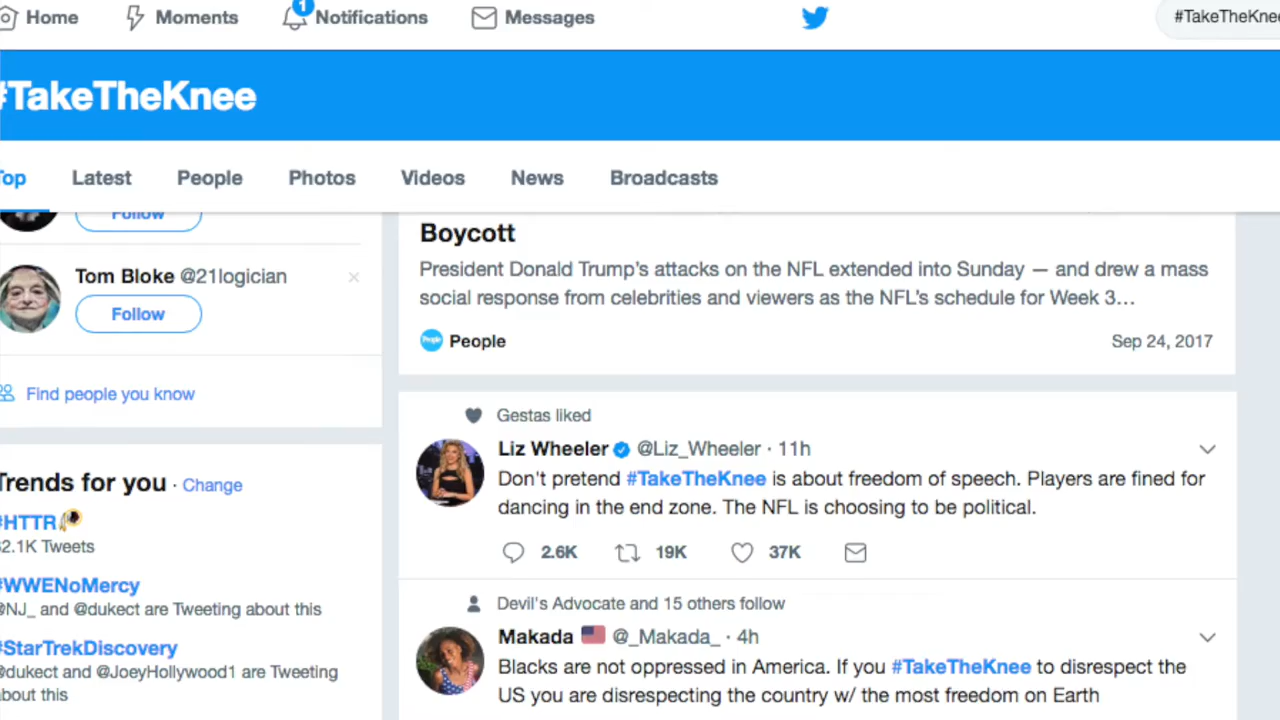 Home Moments 1 Notifications Messages #TakeTheKne
#TakeTheKnee
Top Latest People Photos Videos News Broadcasts
Follow
Tom Bloke @21logician
Follow
Find people you know
Trends for you · Change
#HTTR
2.1K Tweets
#WWENoMercy
@NJ_ and @dukect are Tweeting about this
#StarTrekDiscovery
@dukect and @JoeyHollywood1 are Tweeting
about this
Boycott
President Donald Trump's attacks on the NFL extended into Sunday — and drew a mass
social response from celebrities and viewers as the NFL's schedule for Week 3...
People Sep 24, 2017
Gestas liked
Liz Wheeler @Liz_Wheeler · 11h
Don't pretend #TakeTheKnee is about freedom of speech. Players are fined for
dancing in the end zone. The NFL is choosing to be political.
2.6K 19K 37K
Devil's Advocate and 15 others follow
Makada @_Makada_ · 4h
Blacks are not oppressed in America. If you #TakeTheKnee to disrespect the
US you are disrespecting the country w/ the most freedom on Earth